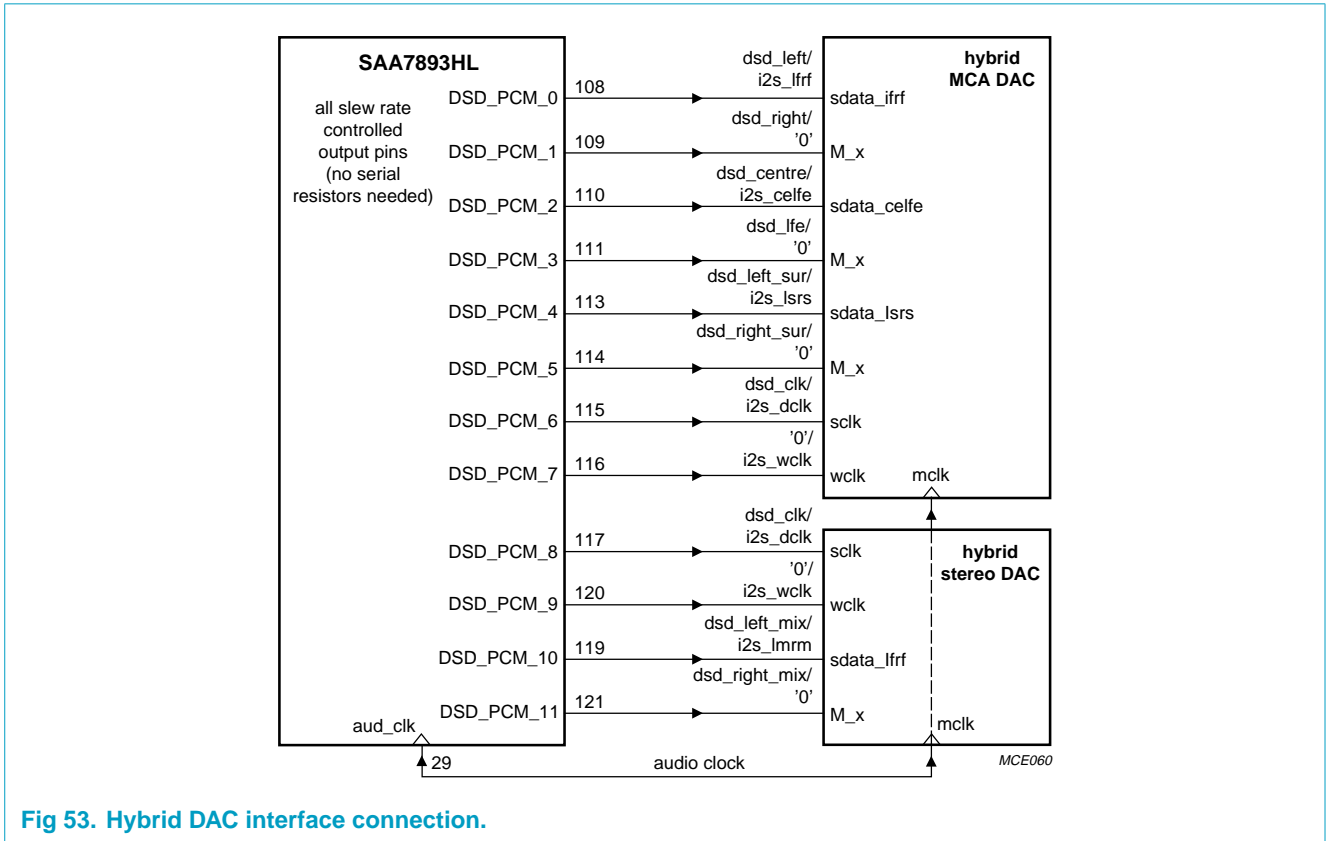 SAA7893HL
all slew rate
controlled
output pins
(no serial
resistors needed)
DSD_PCM_0
108
dsd_left/
i2s_lfrf
sdata_ifrf
DSD_PCM_1
109
dsd_right/
'0'
M_x
DSD_PCM_2
110
dsd_centre/
i2s_celfe
sdata_celfe
DSD_PCM_3
111
dsd_lfe/
'0'
M_x
DSD_PCM_4
113
dsd_left_sur/
i2s_lsrs
sdata_lsrs
DSD_PCM_5
114
dsd_right_sur/
'0'
M_x
DSD_PCM_6
115
dsd_clk/
i2s_dclk
sclk
DSD_PCM_7
116
'0'/
i2s_wclk
wclk
hybrid
MCA DAC
mclk
DSD_PCM_8
117
dsd_clk/
i2s_dclk
sclk
DSD_PCM_9
120
'0'/
i2s_wclk
wclk
DSD_PCM_10
119
dsd_left_mix/
i2s_lmrm
sdata_lfrf
DSD_PCM_11
121
dsd_right_mix/
'0'
M_x
hybrid
stereo DAC
mclk
aud_clk
29
audio clock
MCE060
Fig 53. Hybrid DAC interface connection.